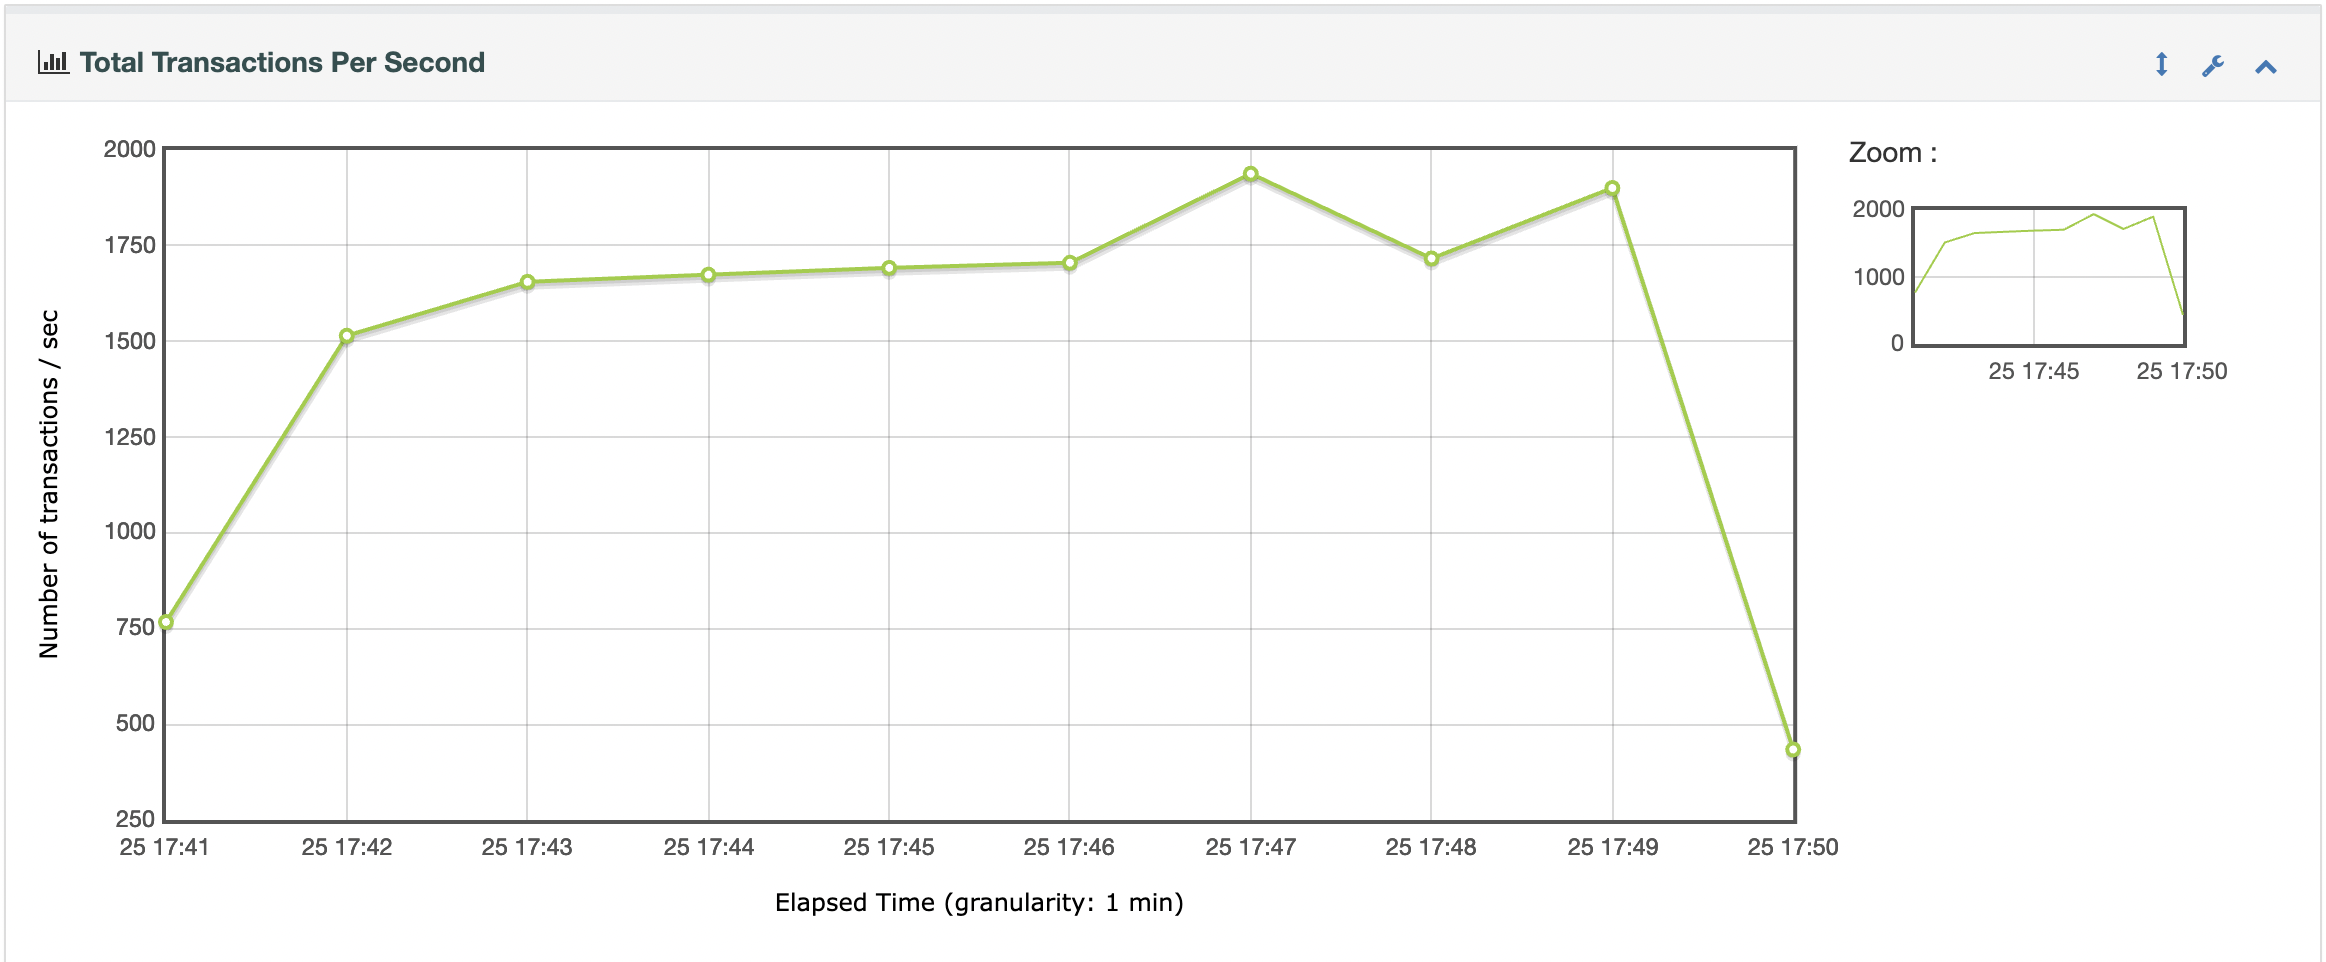 Total Transactions Per Second
2000
1750
1500
1250
1000
750
500
250
Number of transactions / sec
25 17:41 25 17:42 25 17:43 25 17:44 25 17:45 25 17:46 25 17:47 25 17:48 25 17:49 25 17:50
Elapsed Time (granularity: 1 min)
Zoom :
2000
1000
0
25 17:45 25 17:50